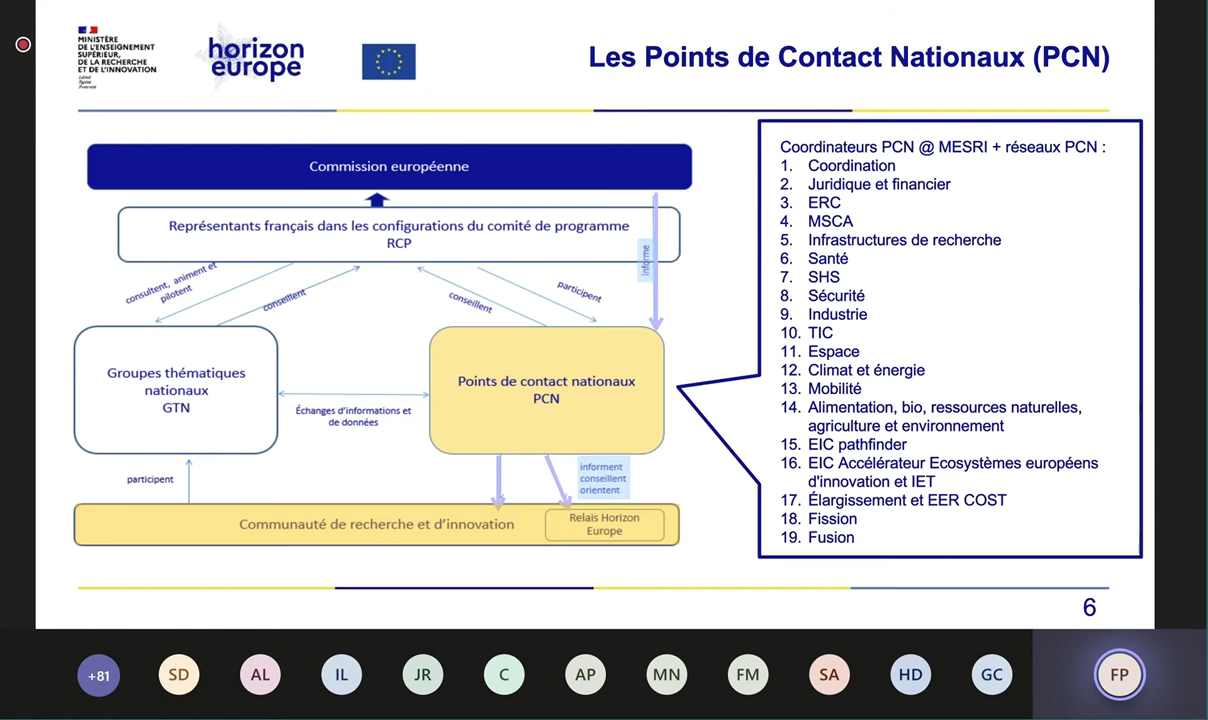 MINISTÈRE
DE L'ENSEIGNEMENT
SUPÉRIEUR,
DE LA RECHERCHE
ET DE L'INNOVATION
Liberté
Égalité
Fraternité
horizon
europe
Les Points de Contact Nationaux (PCN)
Commission européenne
Représentants français dans les configurations du comité de programme
RCP
informe
consultent, animent et
pilotent
conseillent
conseillent
participent
Groupes thématiques
nationaux
GTN
Échanges d'informations et
de données
Points de contact nationaux
PCN
participent
informent
conseillent
orientent
Communauté de recherche et d'innovation
Relais Horizon
Europe
Coordinateurs PCN @ MESRI + réseaux PCN :
1. Coordination
2. Juridique et financier
3. ERC
4. MSCA
5. Infrastructures de recherche
6. Santé
7. SHS
8. Sécurité
9. Industrie
10. TIC
11. Espace
12. Climat et énergie
13. Mobilité
14. Alimentation, bio, ressources naturelles,
agriculture et environnement
15. EIC pathfinder
16. EIC Accélérateur Ecosystèmes européens
d'innovation et IET
17. Élargissement et EER COST
18. Fission
19. Fusion
6
+81
SD
AL
IL
JR
C
AP
MN
FM
SA
HD
GC
FP